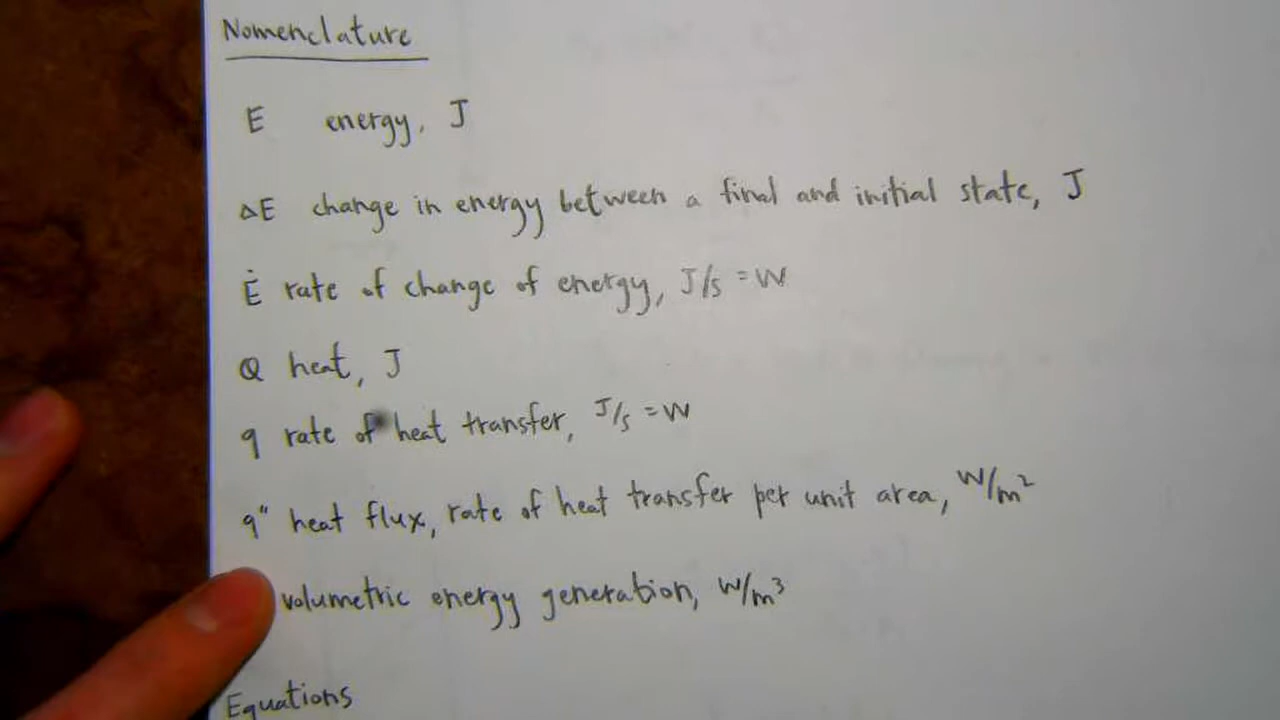 Nomenclature
E energy, J
ΔE change in energy between a final and initial state, J
Ė rate of change of energy, J/s = W
Q heat, J
q rate of heat transfer, J/s = W
q" heat flux, rate of heat transfer per unit area, W/m²
volumetric energy generation, W/m³
Equations